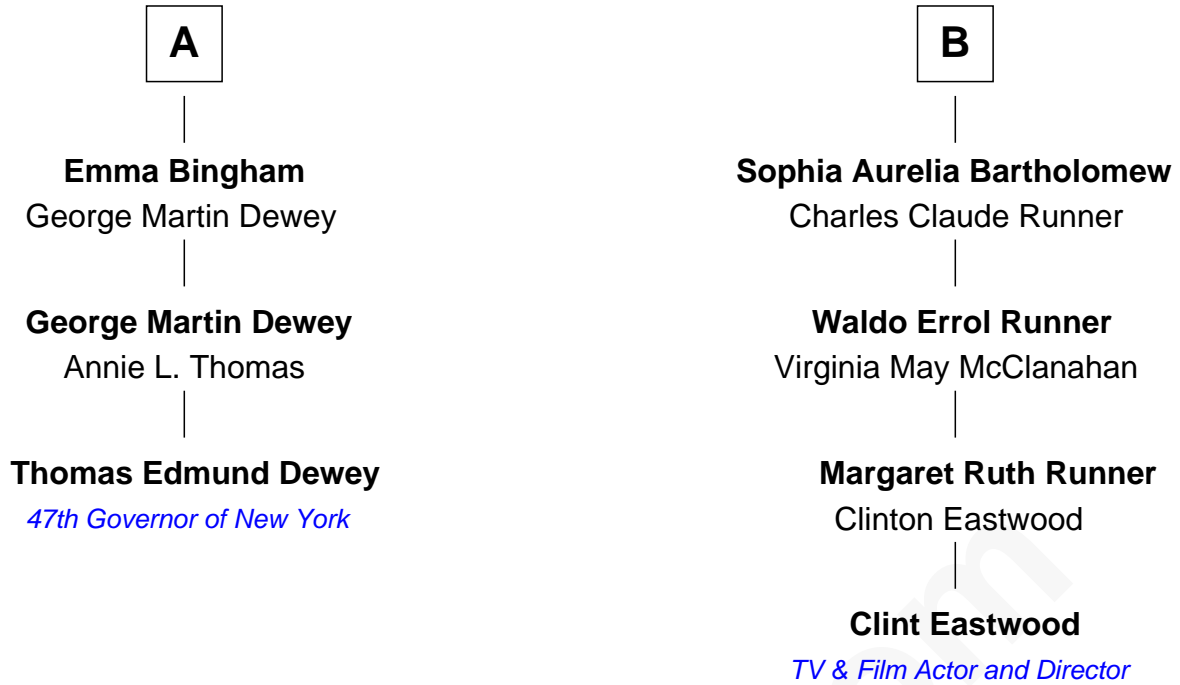 A
Emma Bingham
George Martin Dewey
George Martin Dewey
Annie L. Thomas
Thomas Edmund Dewey
47th Governor of New York
B
Sophia Aurelia Bartholomew
Charles Claude Runner
Waldo Errol Runner
Virginia May McClanahan
Margaret Ruth Runner
Clinton Eastwood
Clint Eastwood
TV & Film Actor and Director